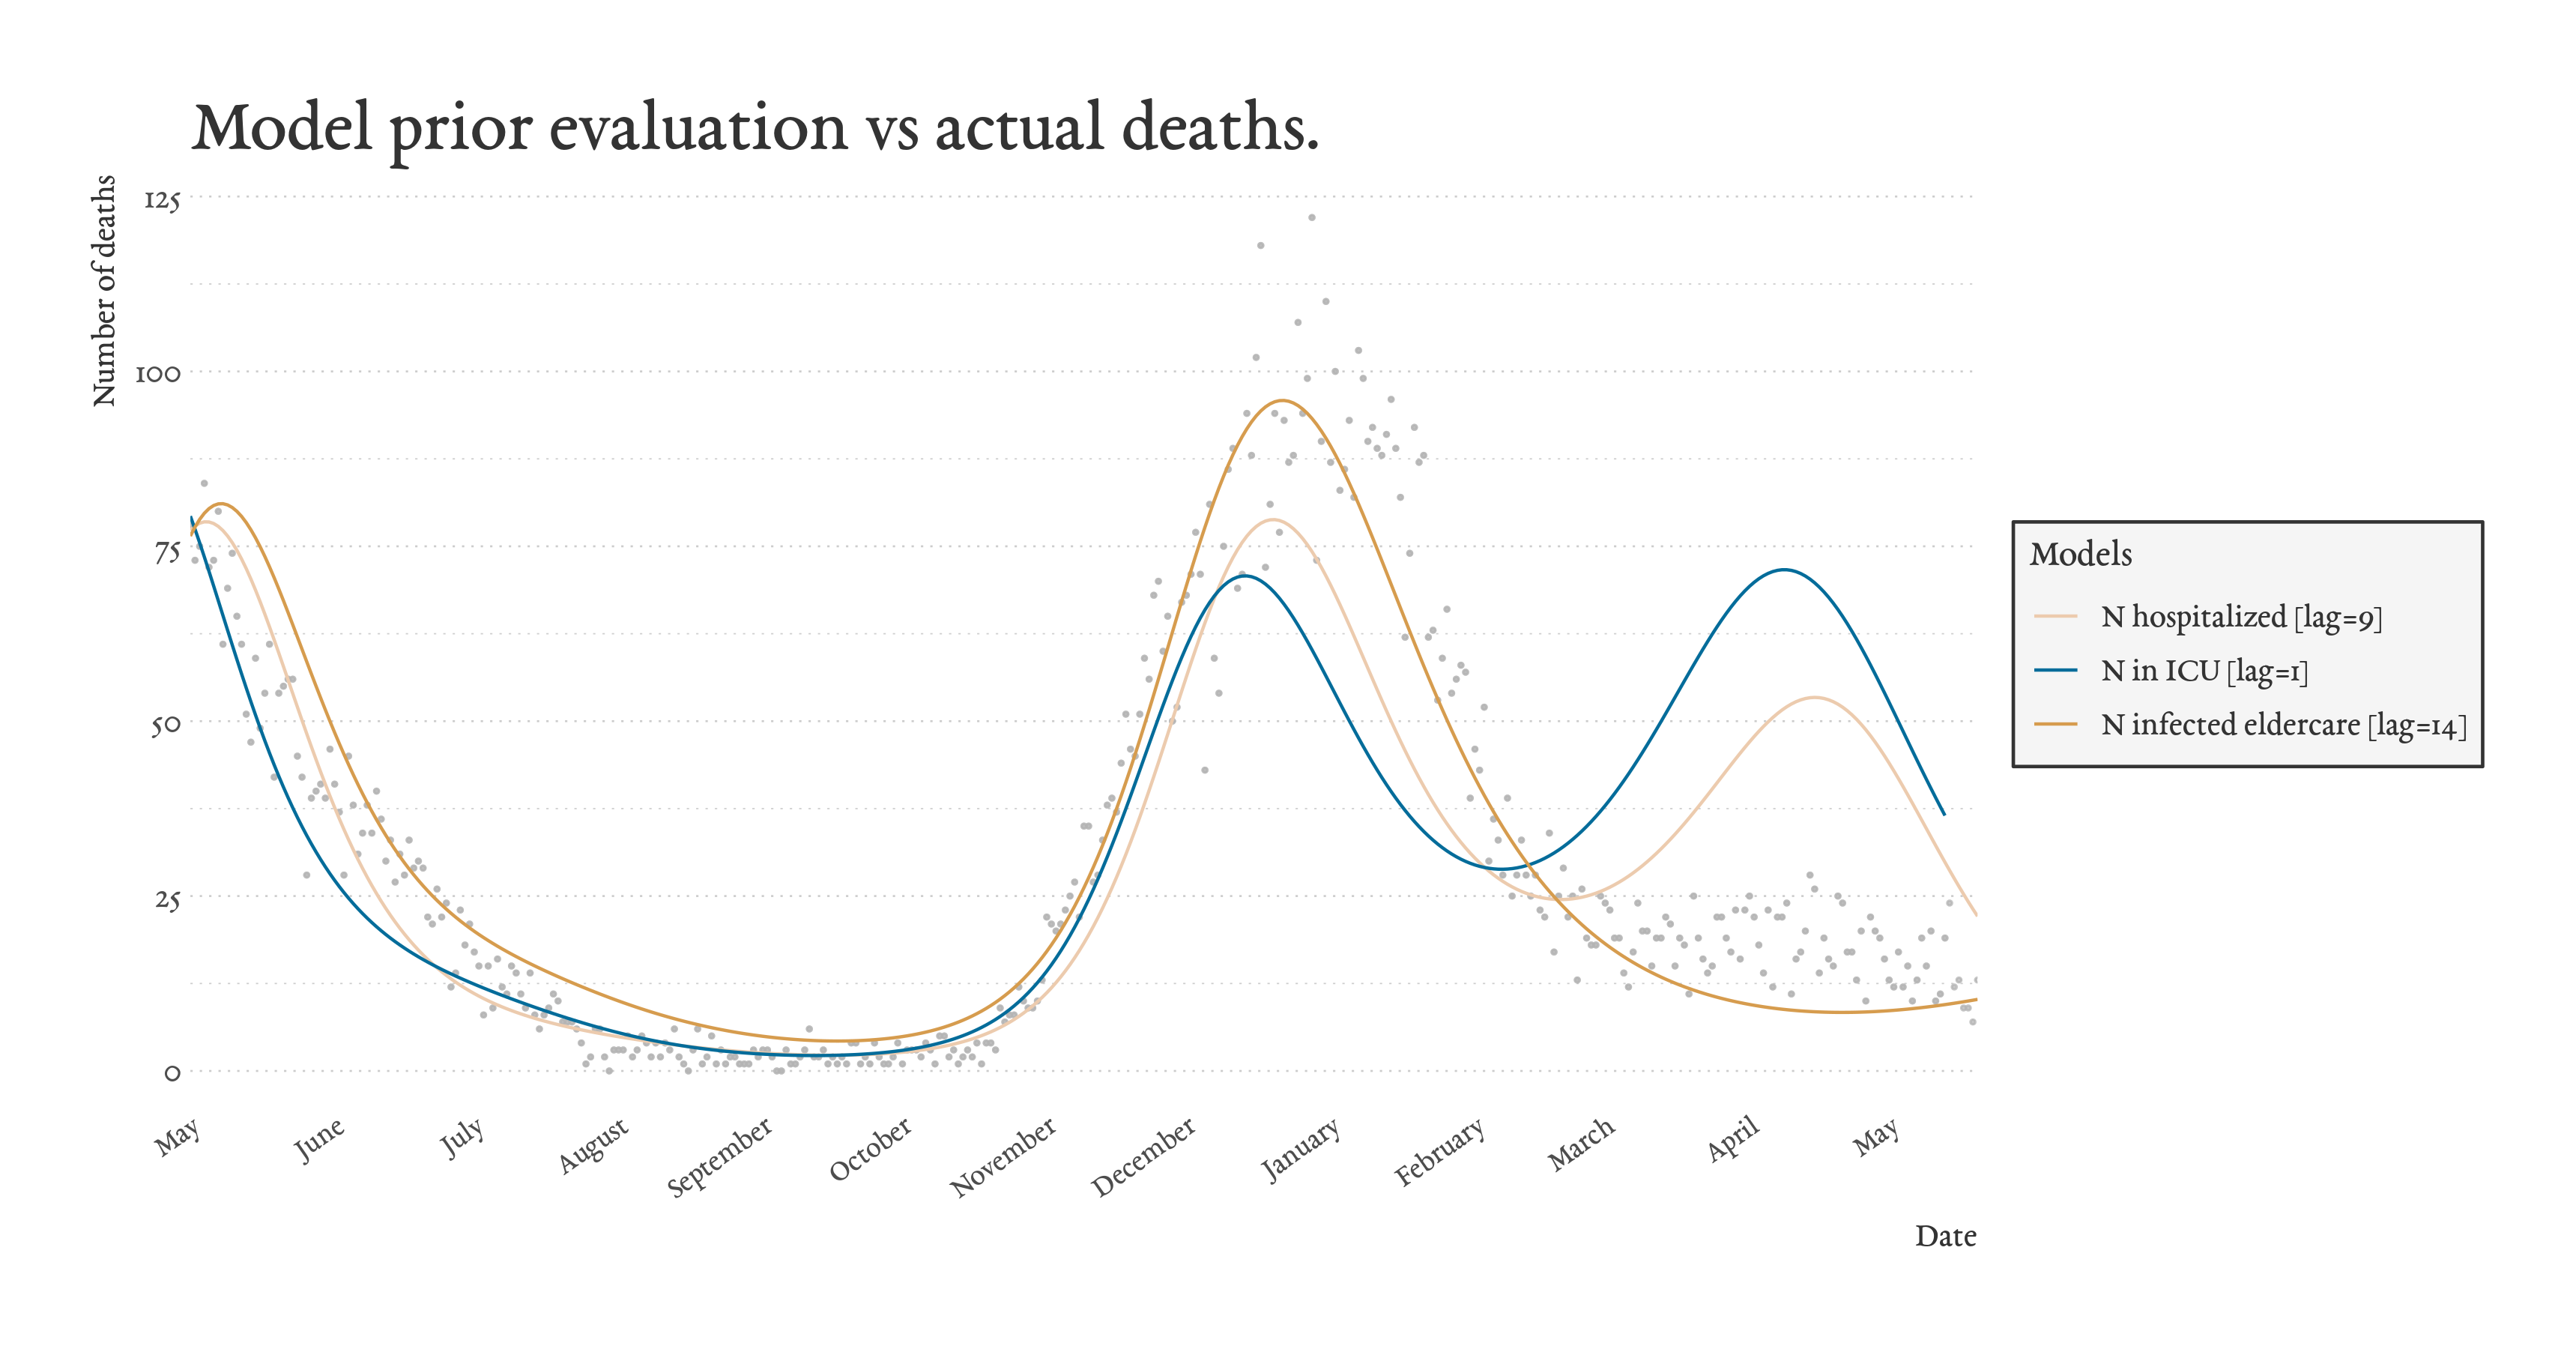 Model prior evaluation vs actual deaths.
Number of deaths
125
100
75
50
25
0
May
June
July
August
September
October
November
December
January
February
March
April
May
Date
Models
N hospitalized [lag=9]
N in ICU [lag=1]
N infected eldercare [lag=14]